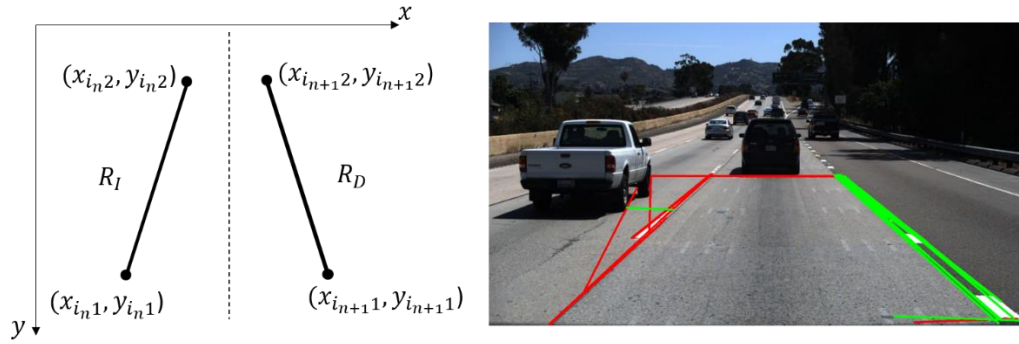 x
(x_{i_n2}, y_{i_n2}) (x_{i_{n+1}2}, y_{i_{n+1}2})
R_I R_D
(x_{i_n1}, y_{i_n1}) (x_{i_{n+1}1}, y_{i_{n+1}1})
y